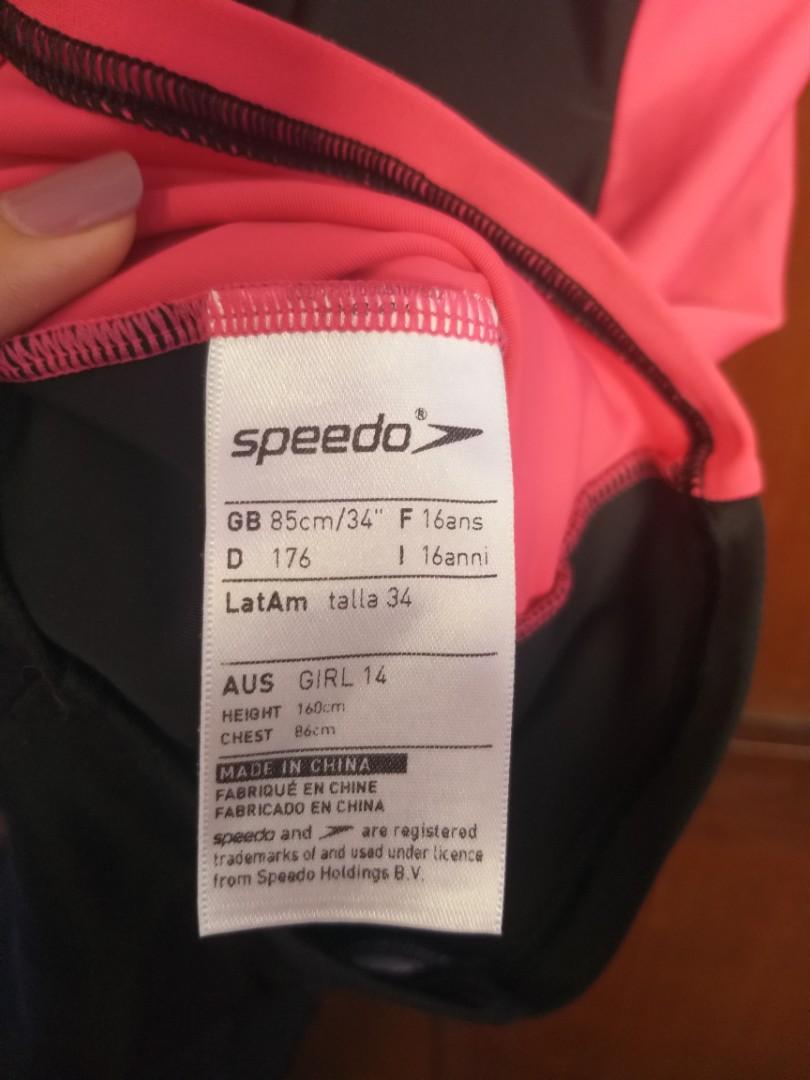 speedo®
GB 85cm/34" F 16ans
D 176 I 16anni
LatAm talla 34
AUS GIRL 14
HEIGHT 160cm
CHEST 86cm
MADE IN CHINA
FABRIQUÉ EN CHINE
FABRICADO EN CHINA
speedo and are registered
trademarks of and used under licence
from Speedo Holdings B.V.